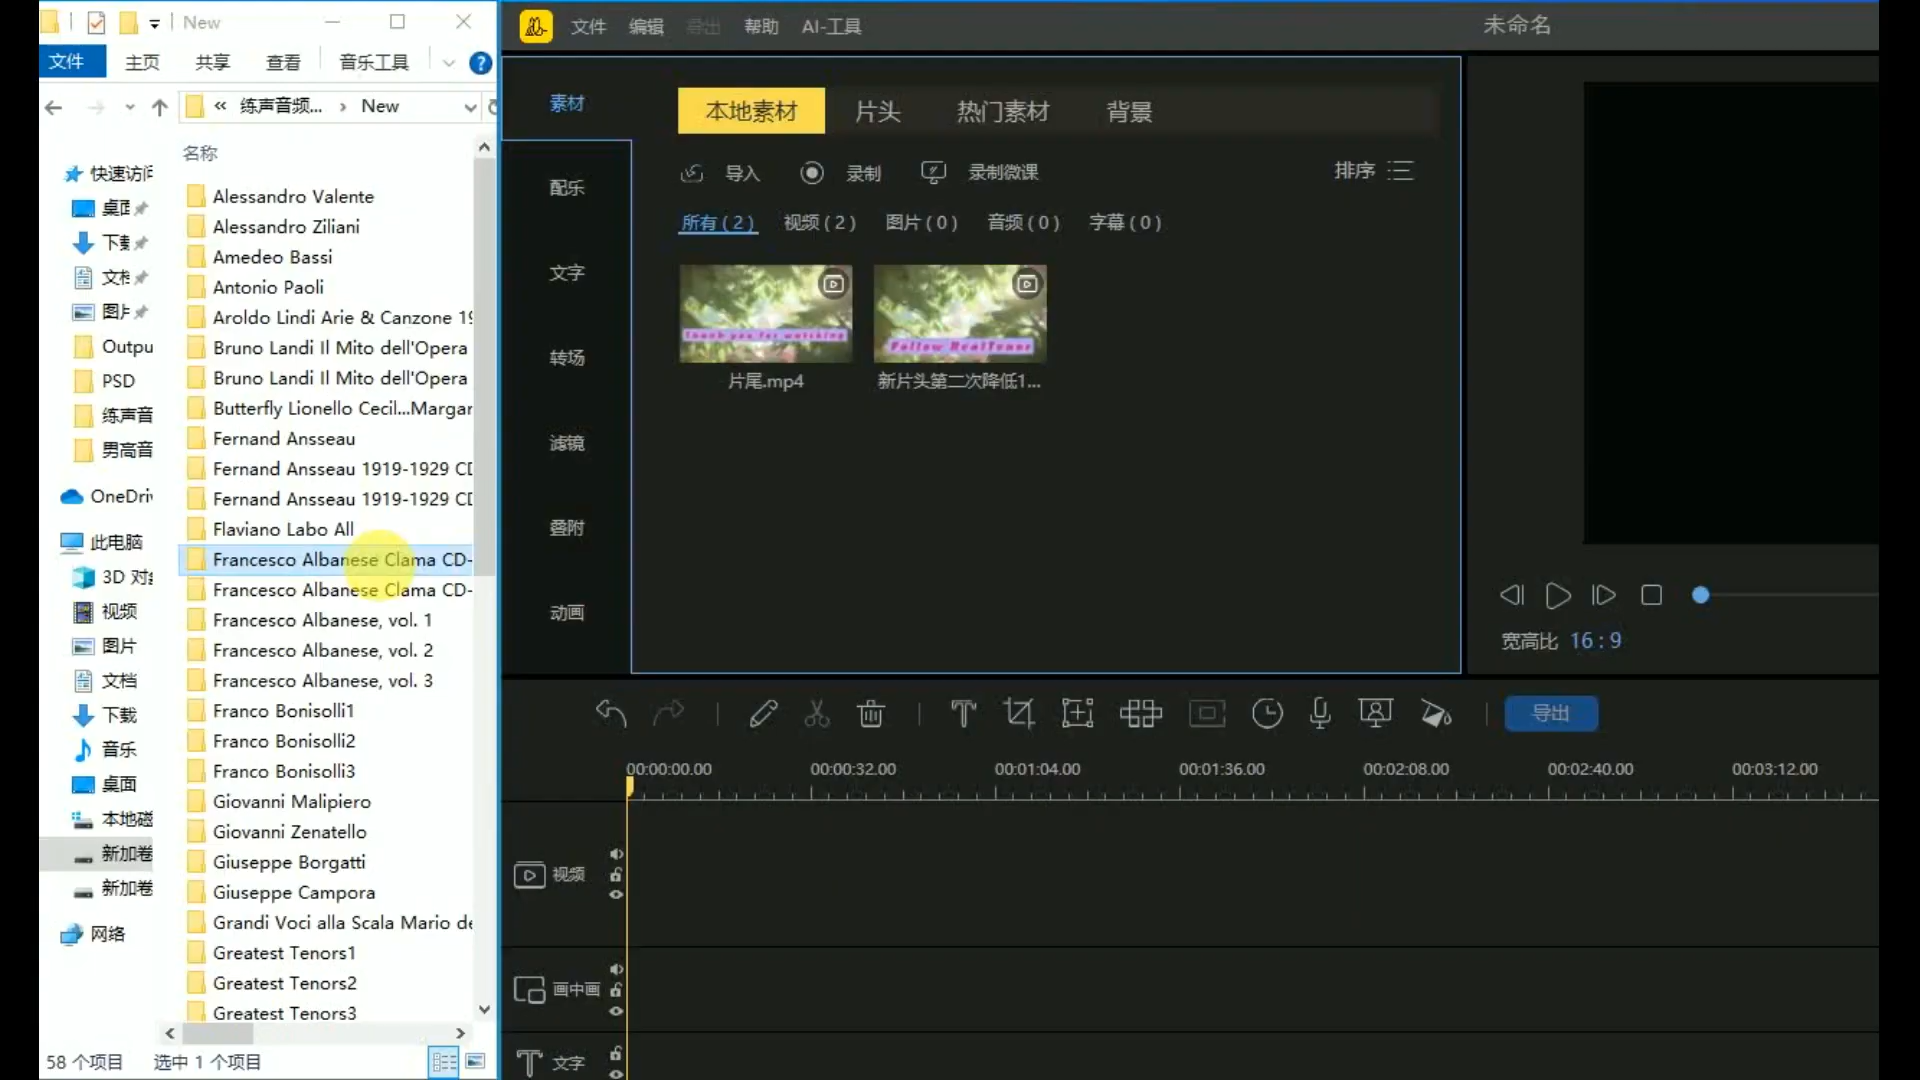 New
文件 主页 共享 查看 音乐工具
« 练声音频... › New
名称
快速访问
桌面
下载
文档
图片
Outpu
PSD
练声音
男高音
OneDriv
此电脑
3D 对象
视频
图片
文档
下载
音乐
桌面
本地磁
新加卷
新加卷
网络
Alessandro Valente
Alessandro Ziliani
Amedeo Bassi
Antonio Paoli
Aroldo Lindi Arie & Canzone 19
Bruno Landi Il Mito dell'Opera
Bruno Landi Il Mito dell'Opera
Butterfly Lionello Cecil...Margar
Fernand Ansseau
Fernand Ansseau 1919-1929 CD
Fernand Ansseau 1919-1929 CD
Flaviano Labo All
Francesco Albanese Clama CD-
Francesco Albanese Clama CD-
Francesco Albanese, vol. 1
Francesco Albanese, vol. 2
Francesco Albanese, vol. 3
Franco Bonisolli1
Franco Bonisolli2
Franco Bonisolli3
Giovanni Malipiero
Giovanni Zenatello
Giuseppe Borgatti
Giuseppe Campora
Grandi Voci alla Scala Mario de
Greatest Tenors1
Greatest Tenors2
Greatest Tenors3
58 个项目 选中 1 个项目
文件 编辑 导出 帮助 AI-工具
未命名
素材
配乐
文字
转场
滤镜
叠附
动画
本地素材 片头 热门素材 背景
导入 录制 录制微课 排序
所有 ( 2 ) 视频 ( 2 ) 图片 ( 0 ) 音频 ( 0 ) 字幕 ( 0 )
Thank you for watching
Follow RealTenor
片尾.mp4 新片头第二次降低1...
宽高比 16 : 9
导出
00:00:00.00 00:00:32.00 00:01:04.00 00:01:36.00 00:02:08.00 00:02:40.00 00:03:12.00
视频
画中画
文字